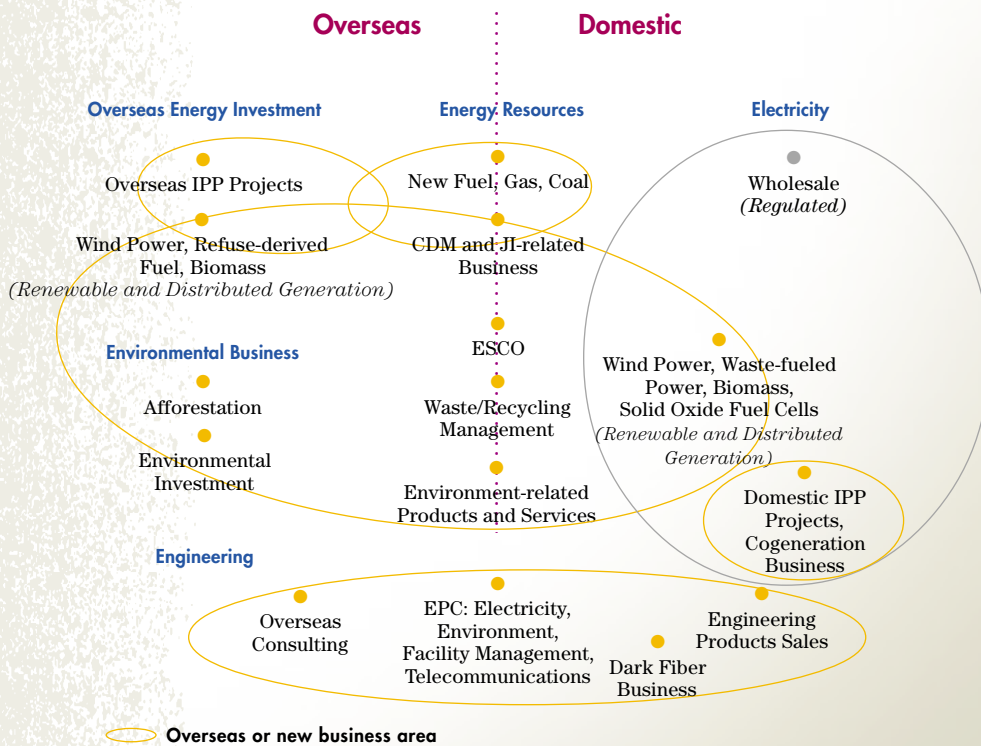 Overseas
Domestic
Overseas Energy Investment
Energy Resources
Electricity
Overseas IPP Projects
New Fuel, Gas, Coal
Wholesale
(Regulated)
Wind Power, Refuse-derived
Fuel, Biomass
(Renewable and Distributed Generation)
CDM and JI-related
Business
Environmental Business
ESCO
Wind Power, Waste-fueled
Power, Biomass,
Solid Oxide Fuel Cells
(Renewable and Distributed
Generation)
Afforestation
Waste/Recycling
Management
Environmental
Investment
Environment-related
Products and Services
Domestic IPP
Projects,
Cogeneration
Business
Engineering
Overseas
Consulting
EPC: Electricity,
Environment,
Facility Management,
Telecommunications
Dark Fiber
Business
Engineering
Products Sales
Overseas or new business area